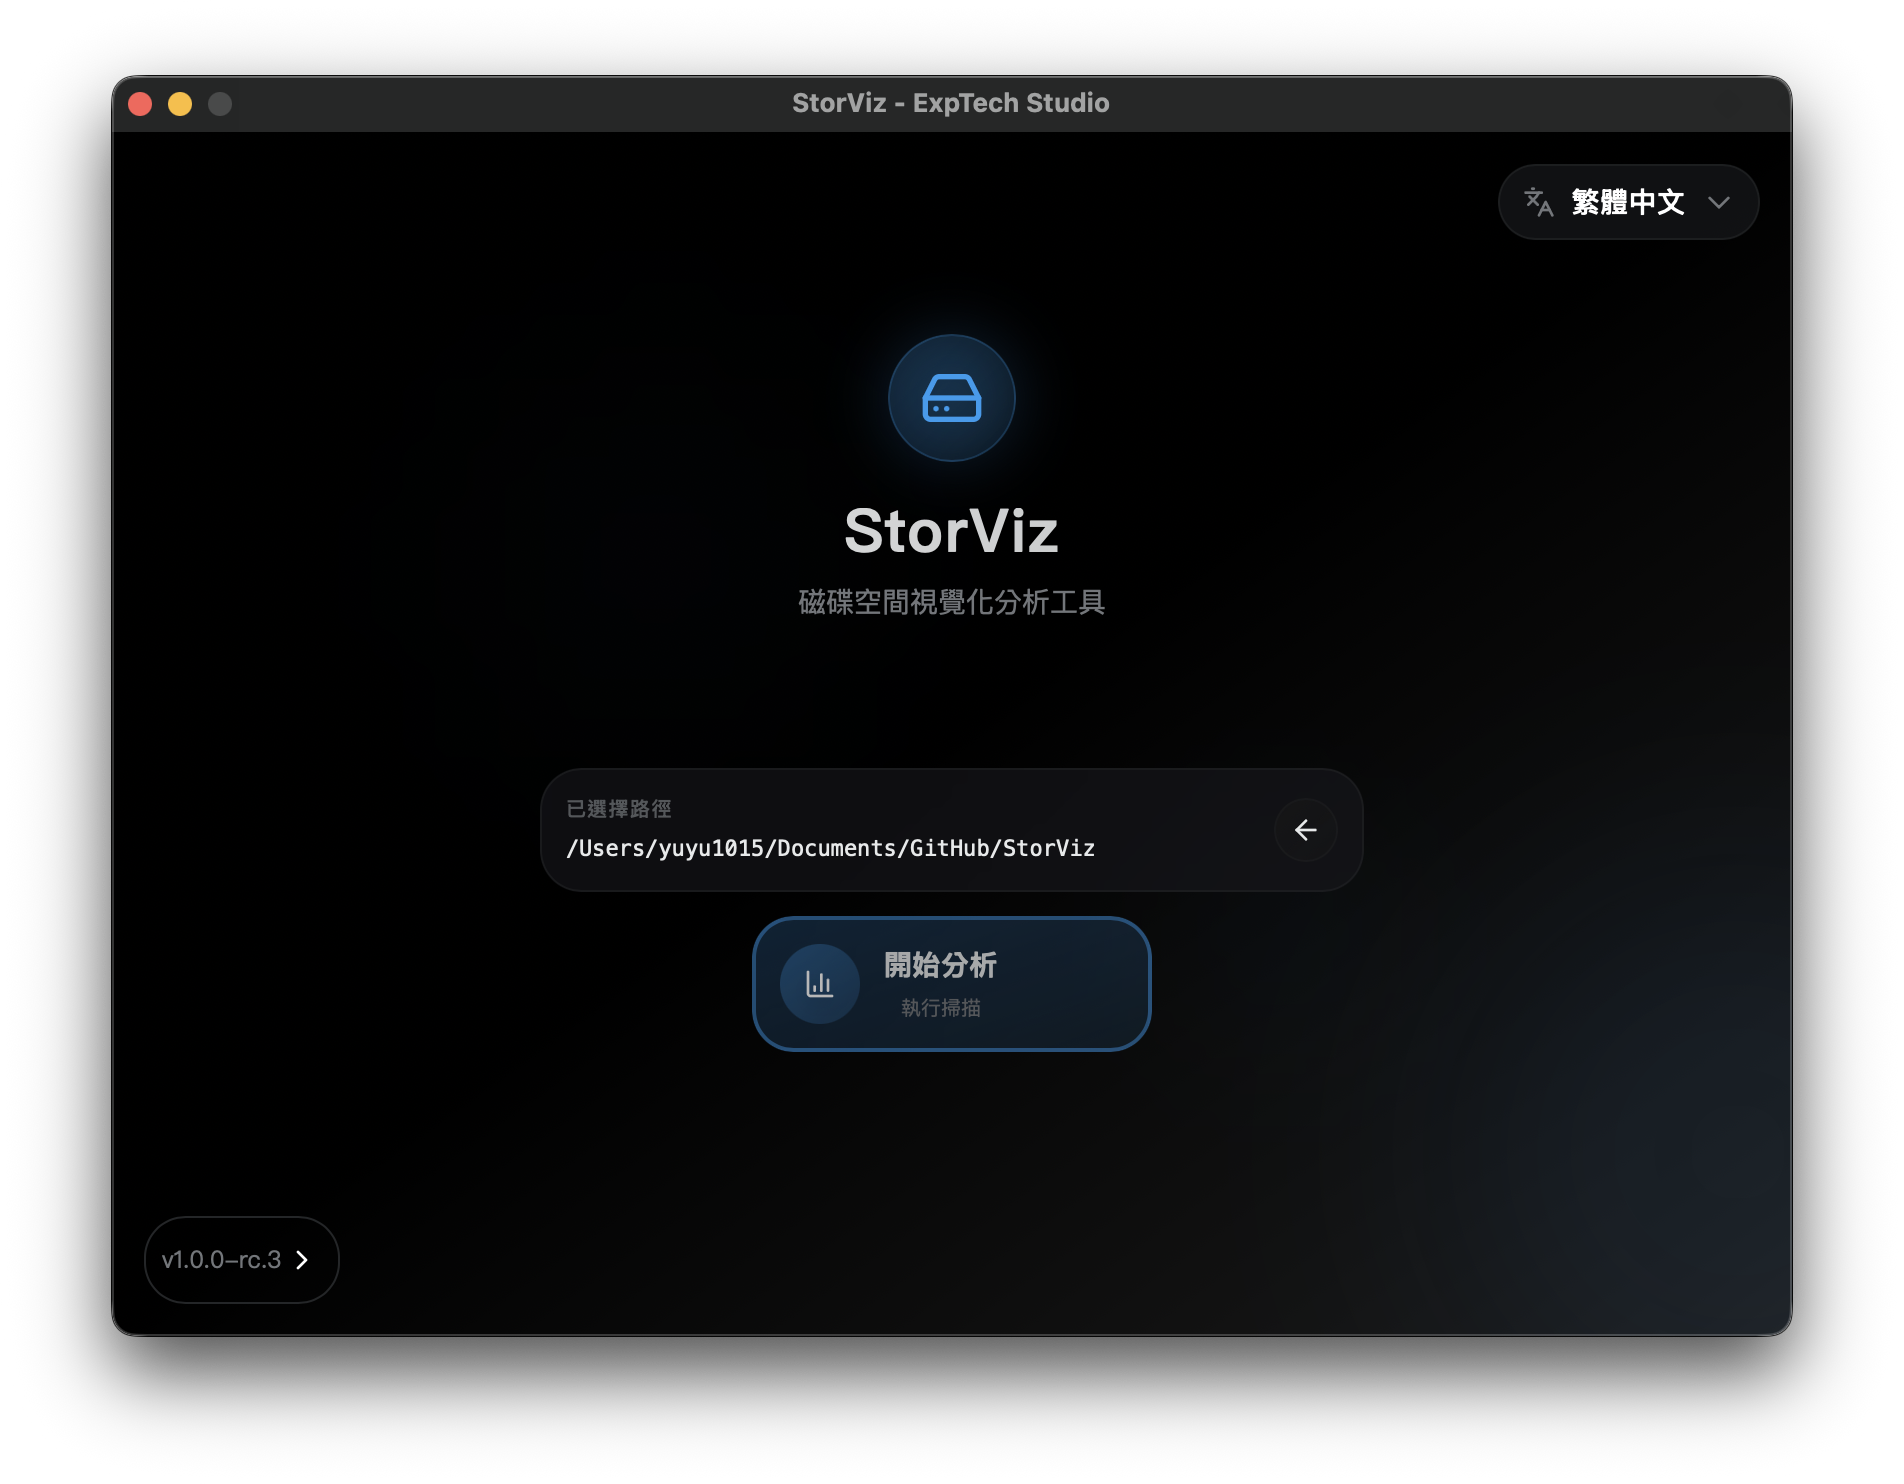 StorViz - ExpTech Studio
繁體中文
StorViz
磁碟空間視覺化分析工具
已選擇路徑
/Users/yuyu1015/Documents/GitHub/StorViz
開始分析
執行掃描
v1.0.0-rc.3